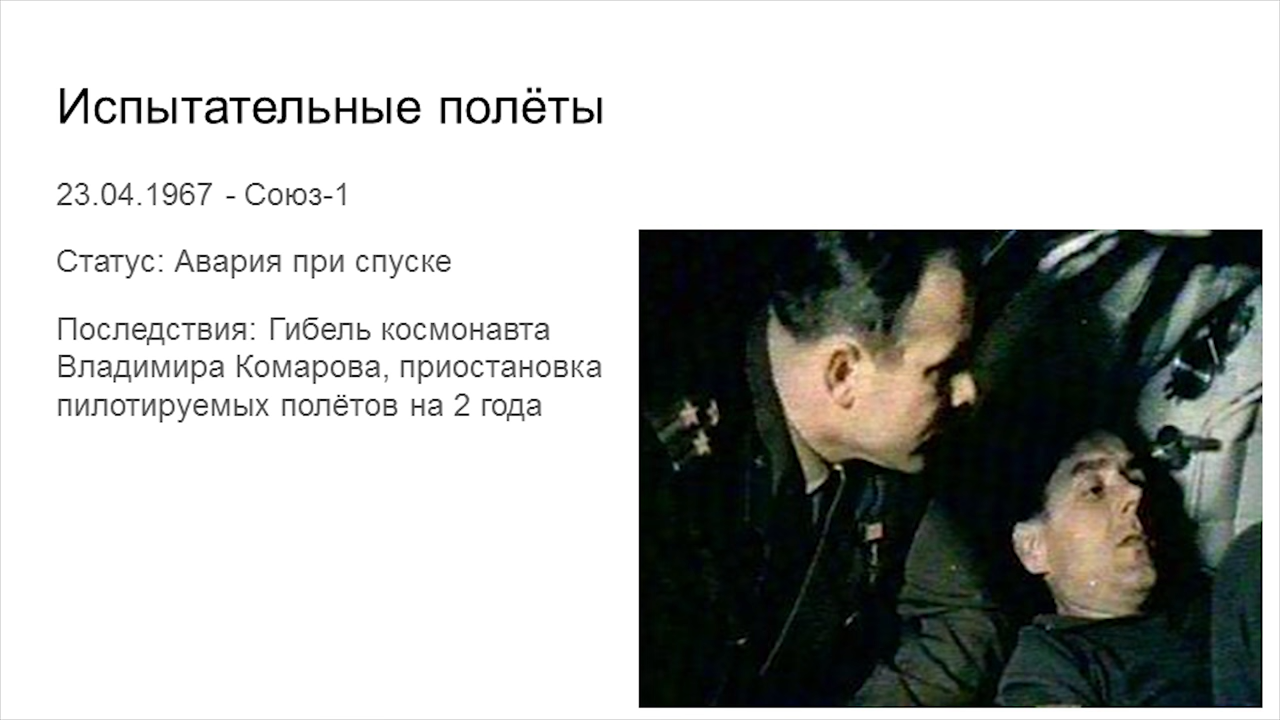 Испытательные полёты
23.04.1967 - Союз-1
Статус: Авария при спуске
Последствия: Гибель космонавта
Владимира Комарова, приостановка
пилотируемых полётов на 2 года